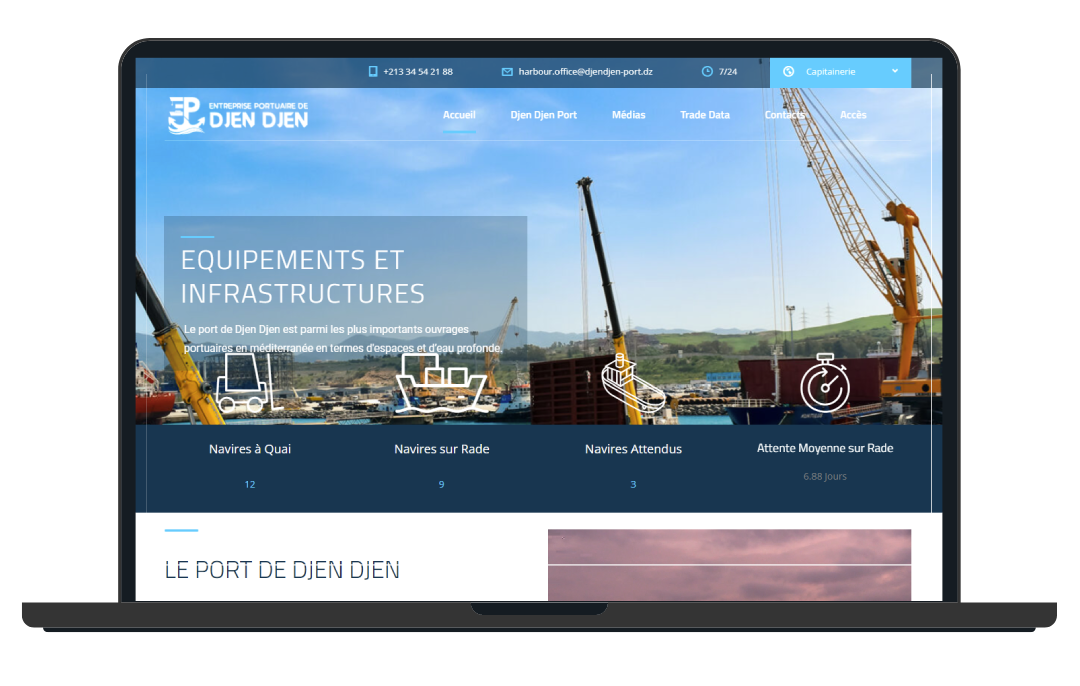 +213 34 54 21 88
harbour.office@djendjen-port.dz
7/24
Capitainerie
EP
ENTREPRISE PORTUAIRE DE
DJEN DJEN
Accueil
Djen Djen Port
Médias
Trade Data
Contacts
Accès
EQUIPEMENTS ET
INFRASTRUCTURES
Le port de Djen Djen est parmi les plus importants ouvrages
portuaires en méditerranée en termes d'espaces et d'eau profonde.
Navires à Quai
Navires sur Rade
Navires Attendus
Attente Moyenne sur Rade
12
9
3
6.88 Jours
LE PORT DE DJEN DJEN